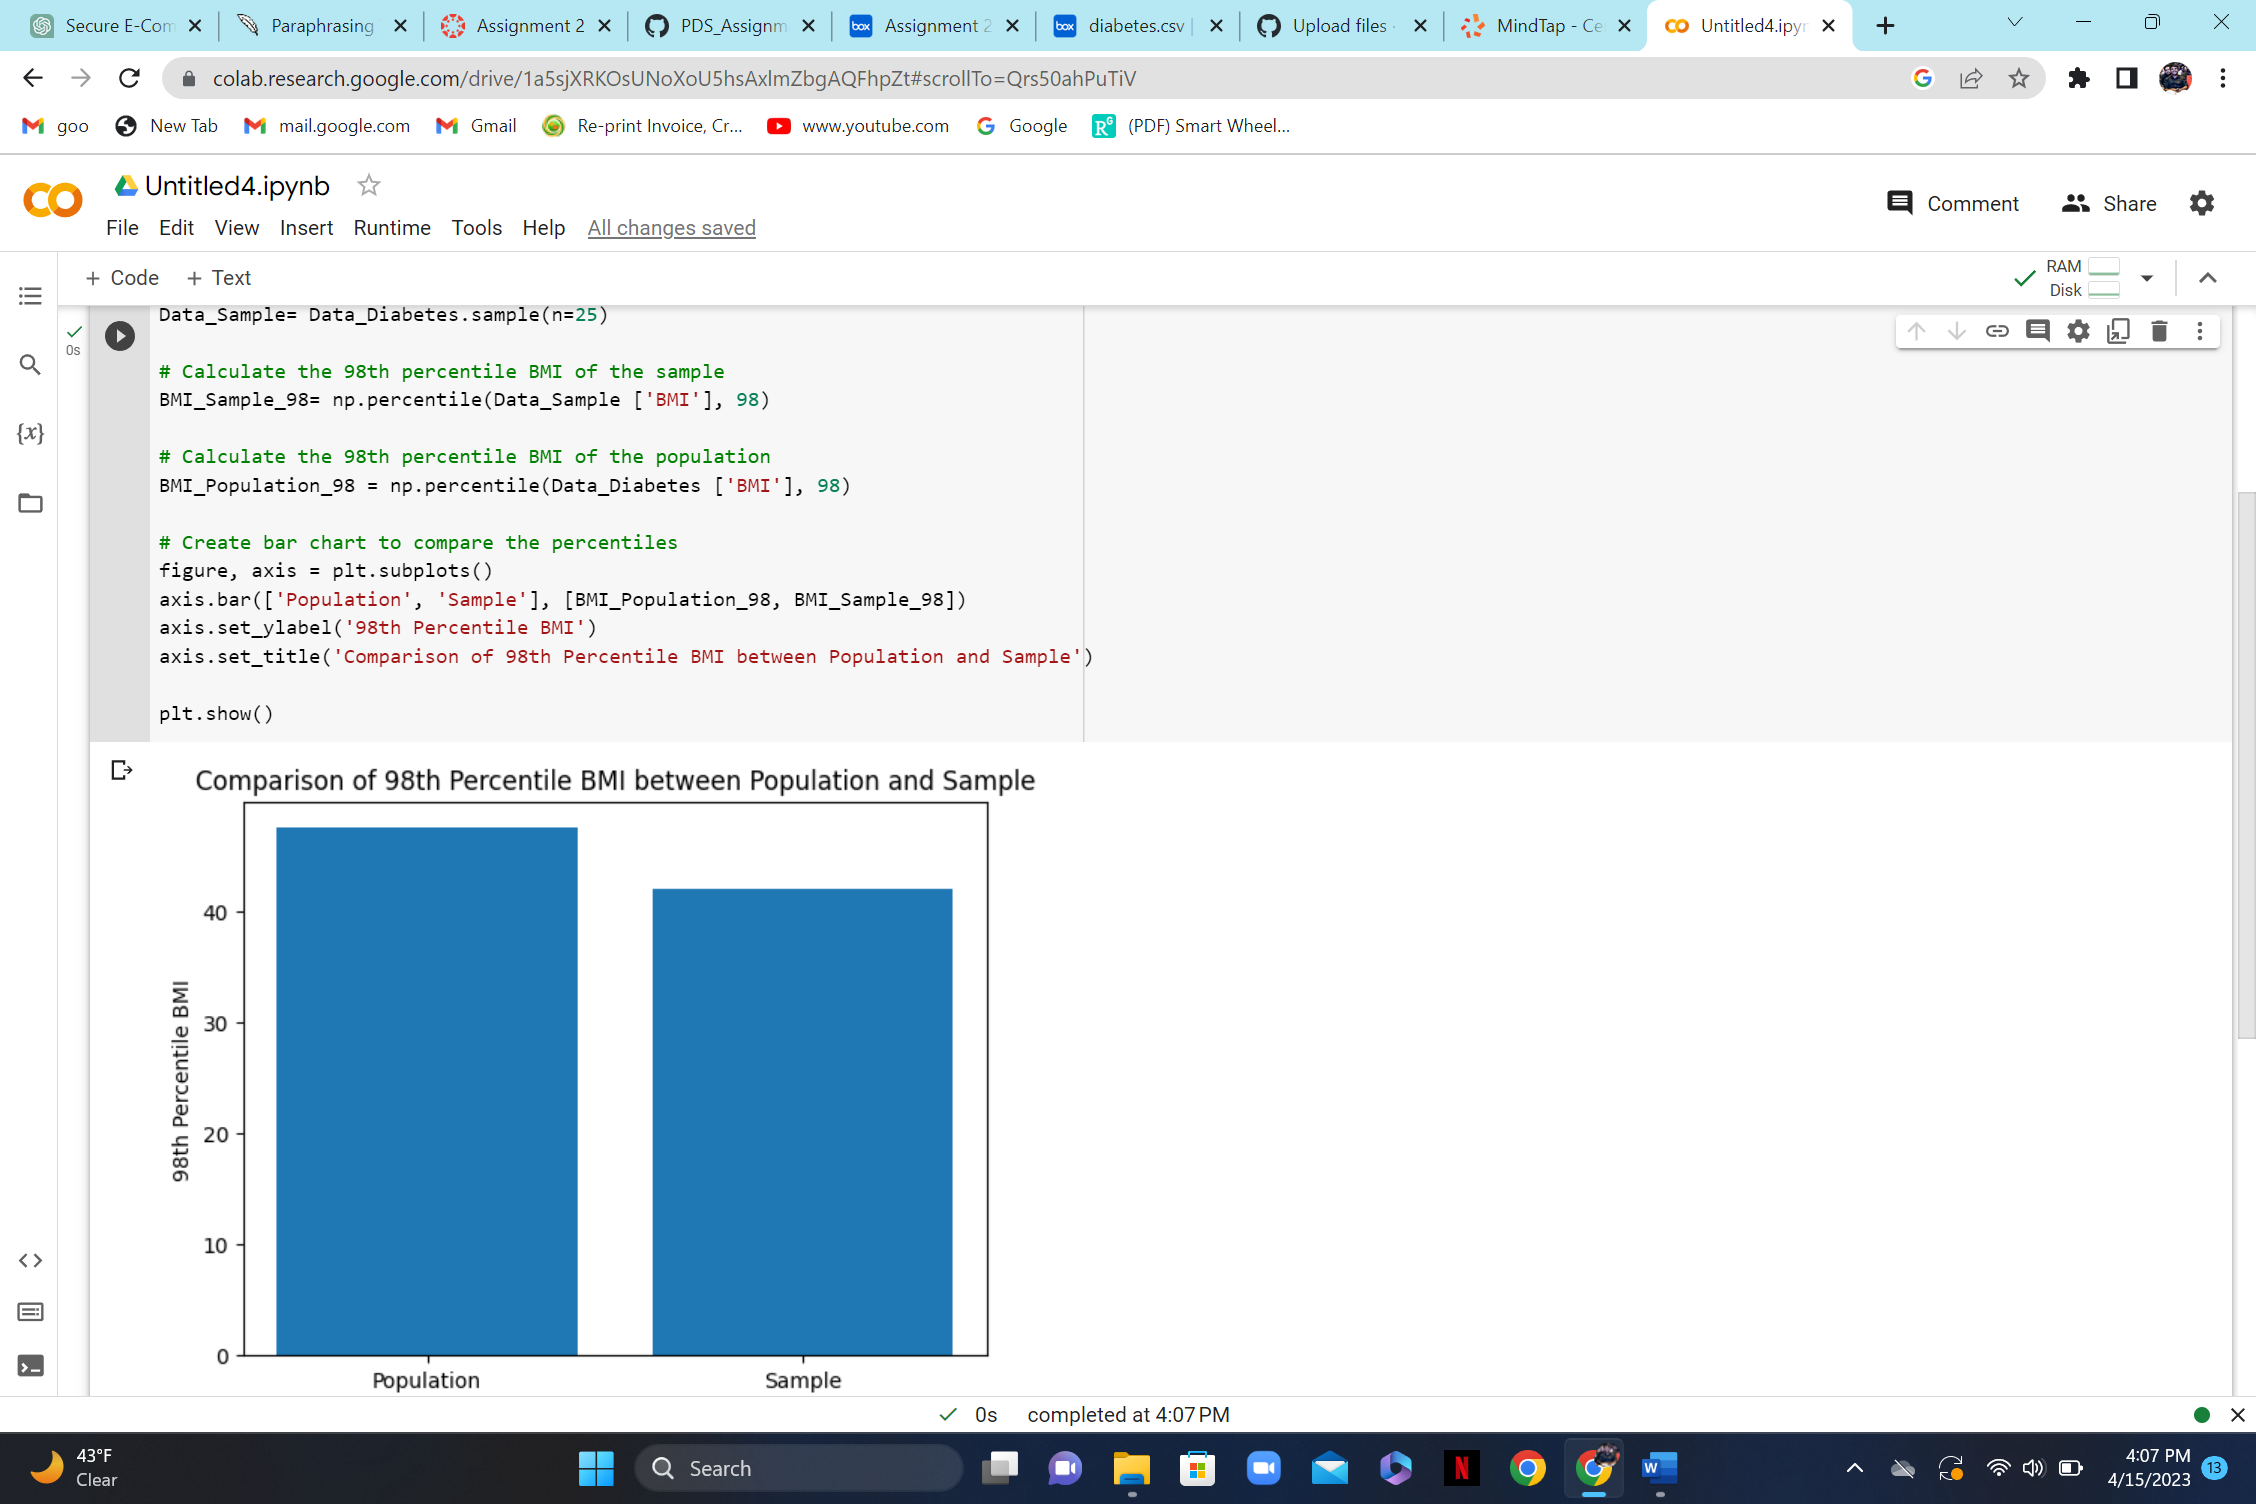 Secure E-Com
Paraphrasing
Assignment 2
PDS_Assignm
box Assignment 2
box diabetes.csv |
Upload files ·
MindTap - Ce
Untitled4.ipyn
colab.research.google.com/drive/1a5sjXRKOsUNoXoU5hsAxlmZbgAQFhpZt#scrollTo=Qrs50ahPuTiV
goo
New Tab
mail.google.com
Gmail
Re-print Invoice, Cr...
www.youtube.com
Google
(PDF) Smart Wheel...
Untitled4.ipynb
Comment
Share
File Edit View Insert Runtime Tools Help All changes saved
+ Code + Text
RAM
Disk
0s
Data_Sample= Data_Diabetes.sample(n=25)
# Calculate the 98th percentile BMI of the sample
BMI_Sample_98= np.percentile(Data_Sample ['BMI'], 98)
{x}
# Calculate the 98th percentile BMI of the population
BMI_Population_98 = np.percentile(Data_Diabetes ['BMI'], 98)
# Create bar chart to compare the percentiles
figure, axis = plt.subplots()
axis.bar(['Population', 'Sample'], [BMI_Population_98, BMI_Sample_98])
axis.set_ylabel('98th Percentile BMI')
axis.set_title('Comparison of 98th Percentile BMI between Population and Sample')
plt.show()
Comparison of 98th Percentile BMI between Population and Sample
98th Percentile BMI
40
30
20
10
0
Population
Sample
0s completed at 4:07 PM
43°F
Clear
Search
4:07 PM
4/15/2023
13